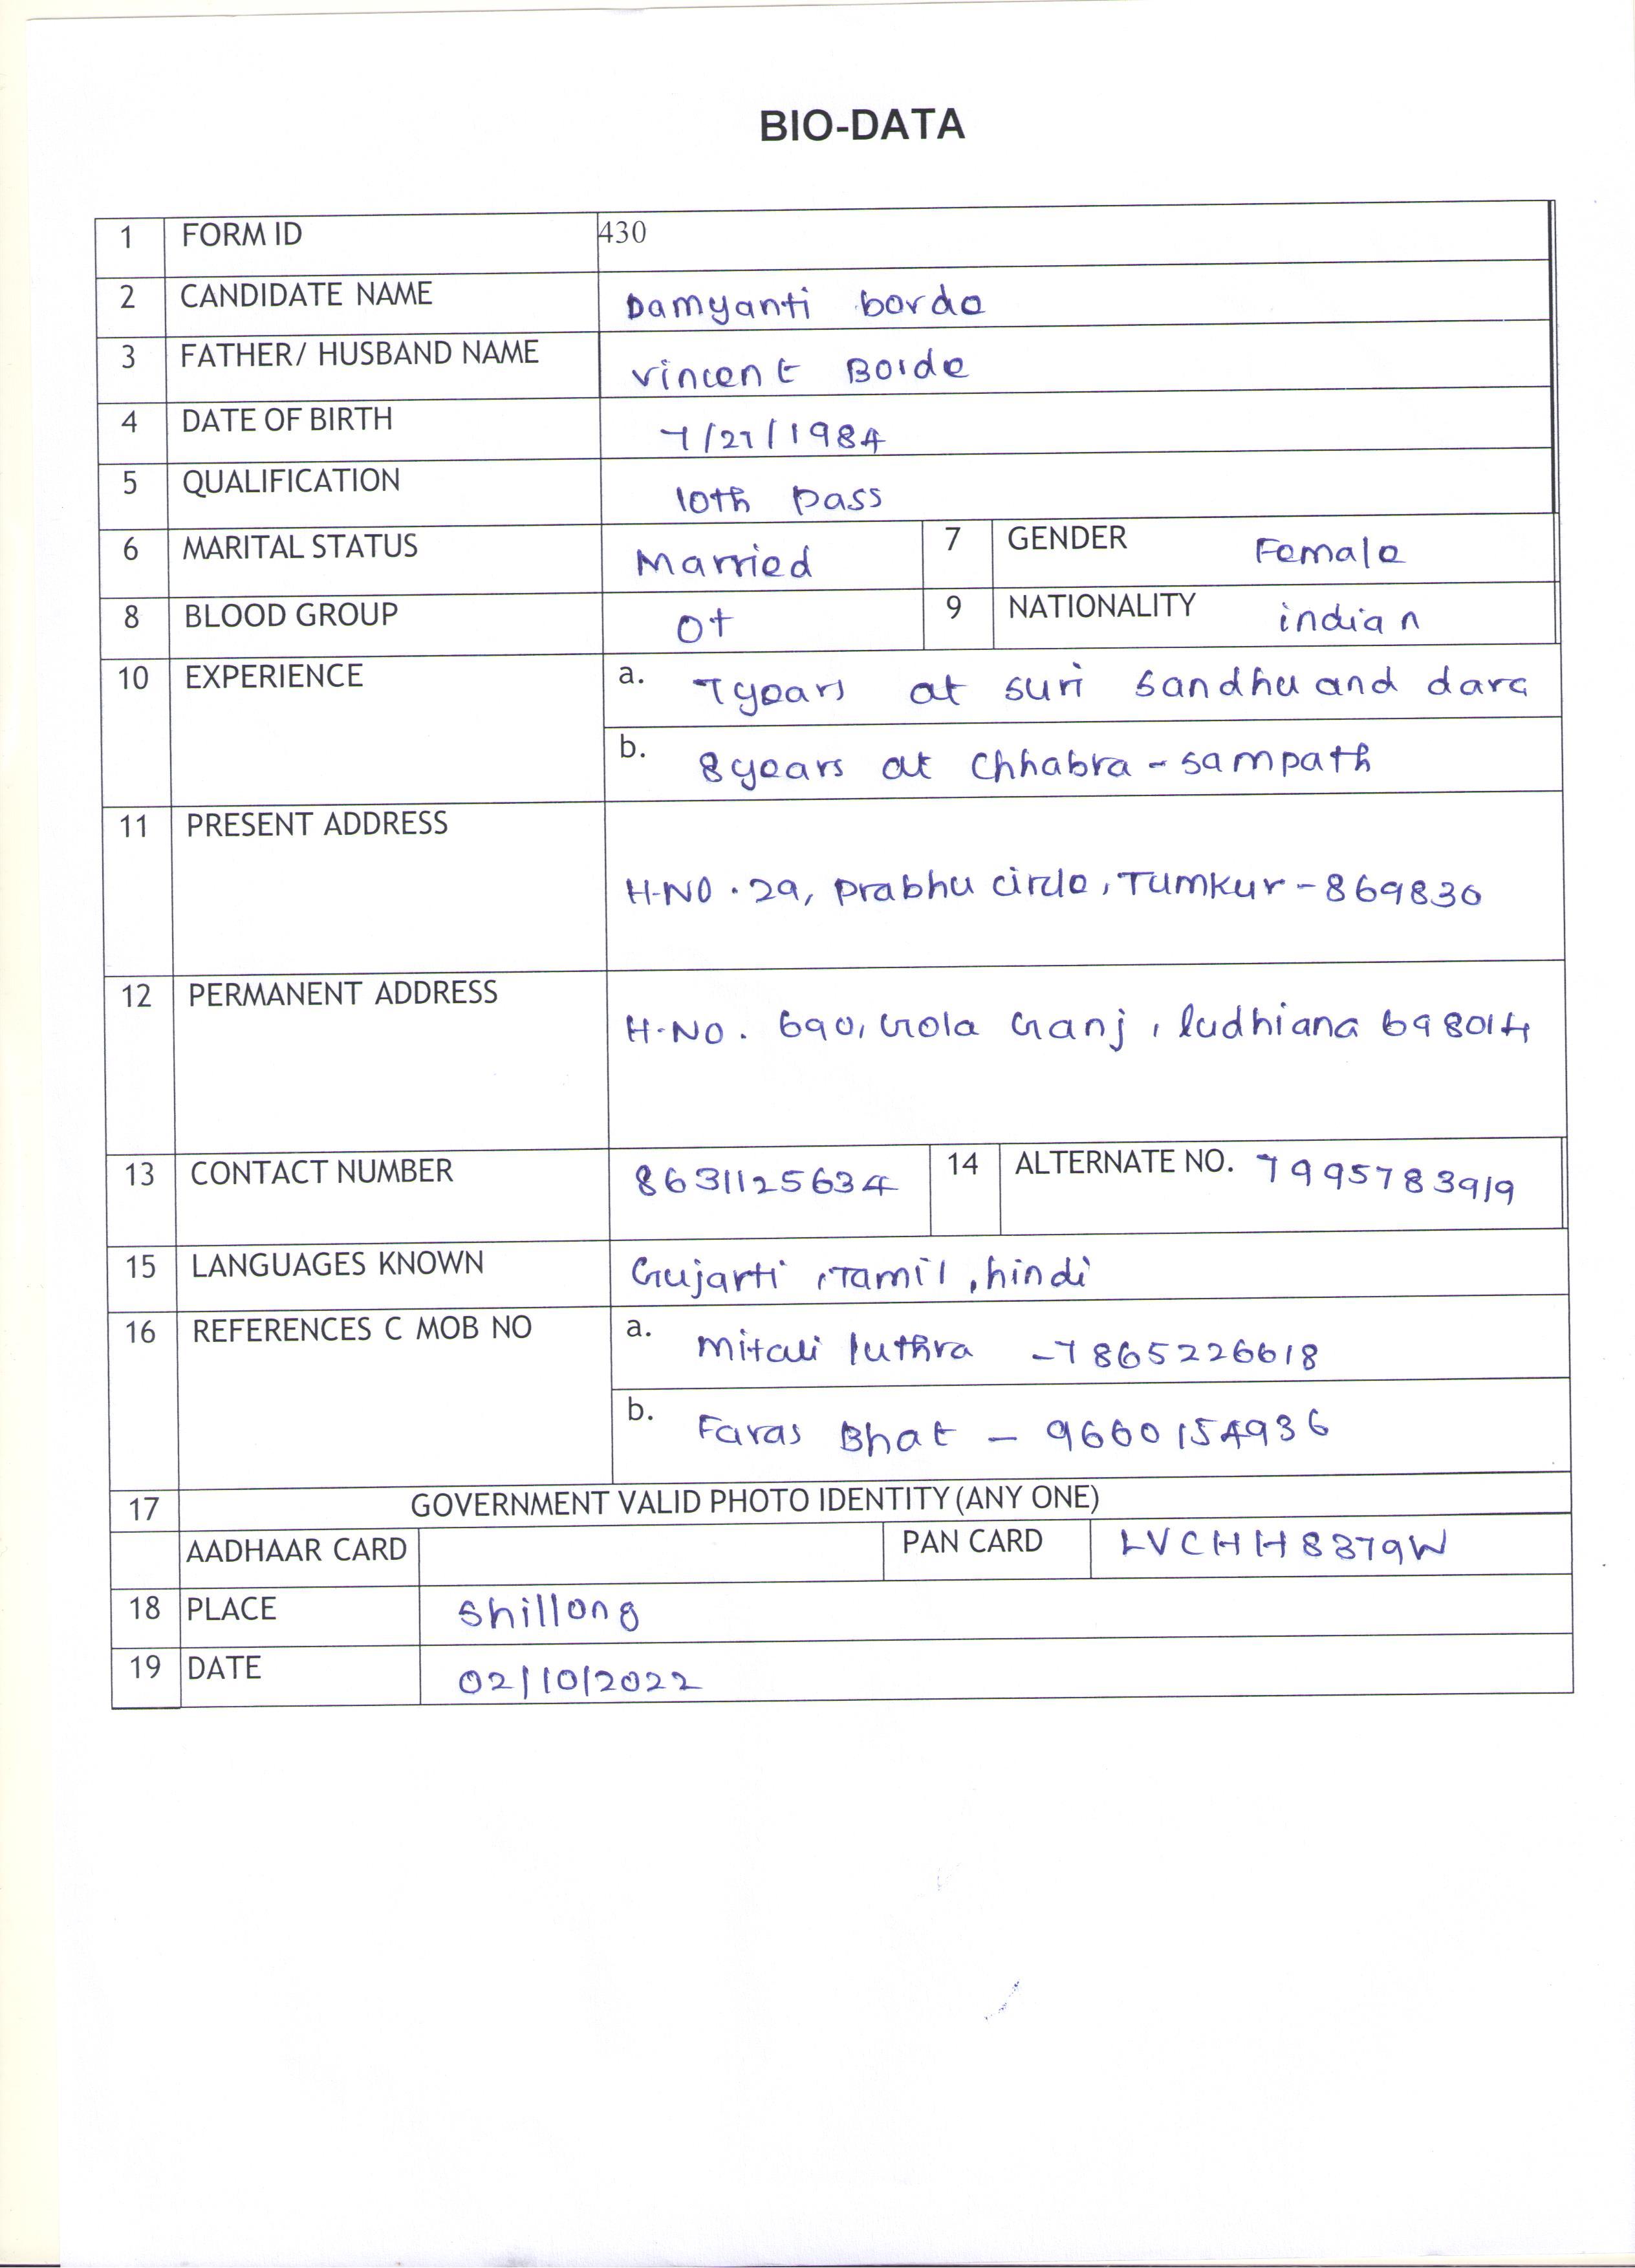 BIO-DATA
1 FORM ID 430
2 CANDIDATE NAME Damyanti borde
3 FATHER/ HUSBAND NAME Vincent Borde
4 DATE OF BIRTH 7/27/1984
5 QUALIFICATION 10th pass
6 MARITAL STATUS Married 7 GENDER Female
8 BLOOD GROUP O+ 9 NATIONALITY indian
10 EXPERIENCE a. 7years at suri sandhu and dara
b. 8years at Chhabra - sampath
11 PRESENT ADDRESS
H-NO. 29, Prabhu circle, Tumkur - 869830
12 PERMANENT ADDRESS
H-NO. 690, Gola Ganj, ludhiana 698014
13 CONTACT NUMBER 8631125634 14 ALTERNATE NO. 7995783919
15 LANGUAGES KNOWN Gujarti, Tamil, hindi
16 REFERENCES C MOB NO a. Mitali luthra - 7865226618
b. Faras Bhat - 9660154936
17 GOVERNMENT VALID PHOTO IDENTITY (ANY ONE)
AADHAAR CARD PAN CARD LVCHH8379W
18 PLACE Shillong
19 DATE 02/10/2022